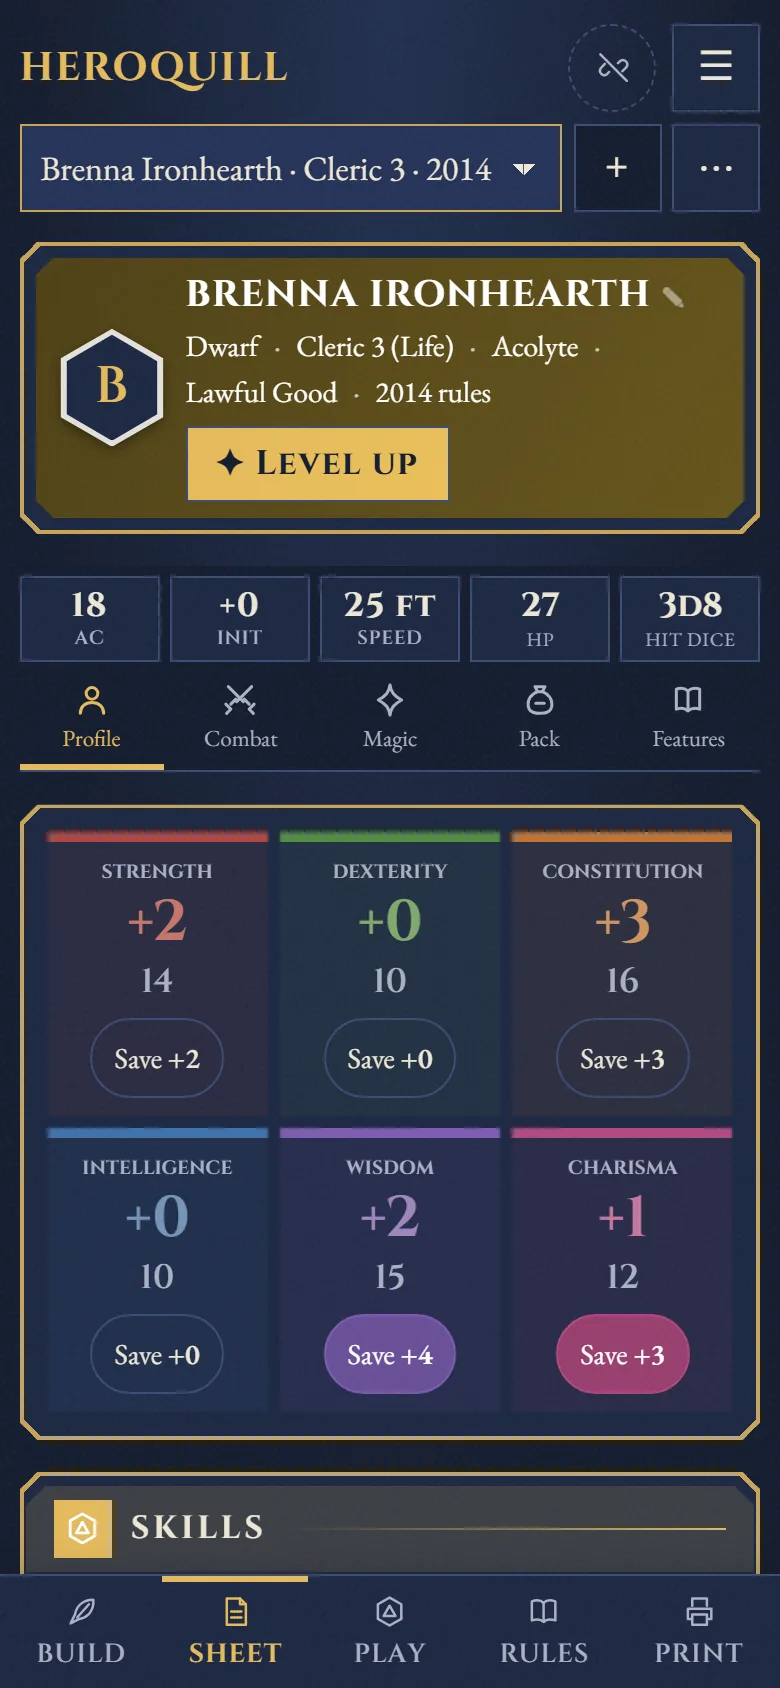 HEROQUILL
Brenna Ironhearth · Cleric 3 · 2014
BRENNA IRONHEARTH
Dwarf · Cleric 3 (Life) · Acolyte ·
Lawful Good · 2014 rules
B
LEVEL UP
18 +0 25 FT 27 3D8
AC INIT SPEED HP HIT DICE
Profile Combat Magic Pack Features
STRENGTH DEXTERITY CONSTITUTION
+2 +0 +3
14 10 16
Save +2 Save +0 Save +3
INTELLIGENCE WISDOM CHARISMA
+0 +2 +1
10 15 12
Save +0 Save +4 Save +3
SKILLS
BUILD SHEET PLAY RULES PRINT